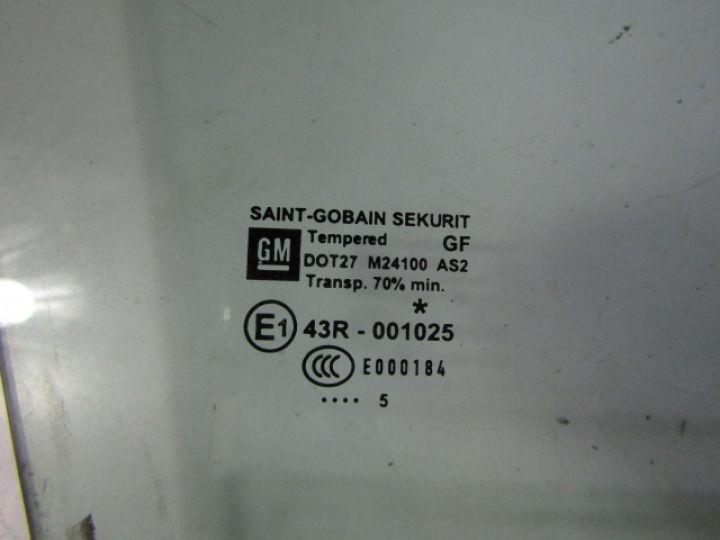 SAINT-GOBAIN SEKURIT
GM Tempered GF
DOT27 M24100 AS2
Transp. 70% min.
*
E1 43R - 001025
CCC E000184
.... 5